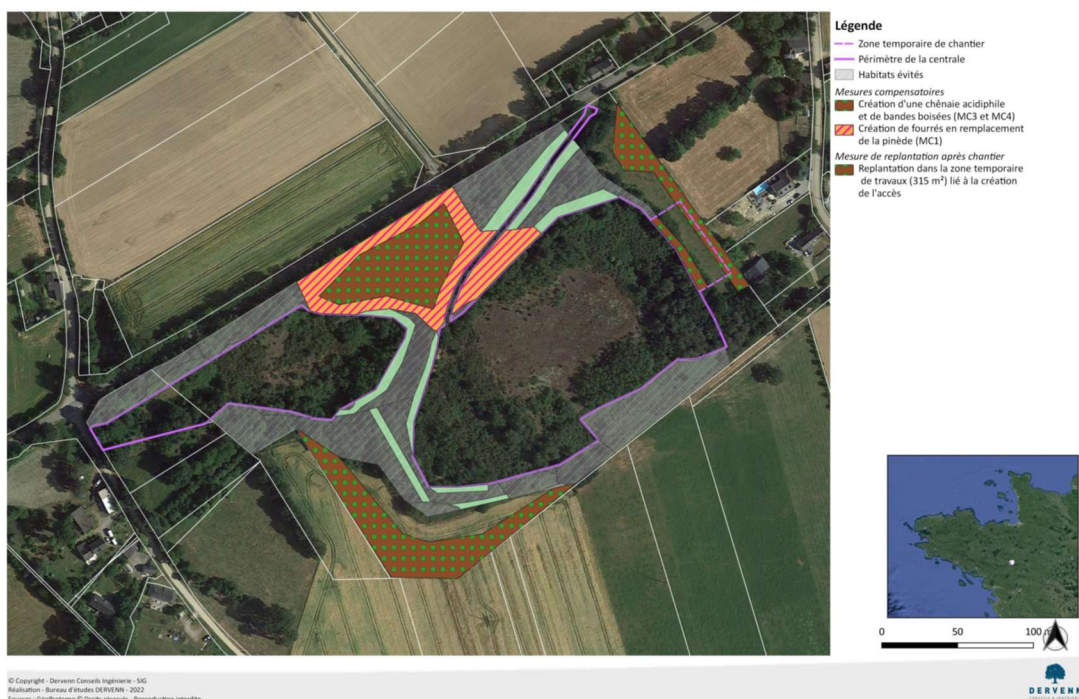 Légende
Zone temporaire de chantier
Périmètre de la centrale
Habitats évités
Mesures compensatoires
Création d'une chênaie acidiphile
et de bandes boisées (MC3 et MC4)
Création de fourrés en remplacement
de la pinède (MC1)
Mesure de replantation après chantier
Replantation dans la zone temporaire
de travaux (315 m²) lié à la création
de l'accès
0 50 100
© Copyright - Dervenn Conseils Ingénierie - SIG
Réalisation - Bureau d'études DERVENN - 2022
DERVENN